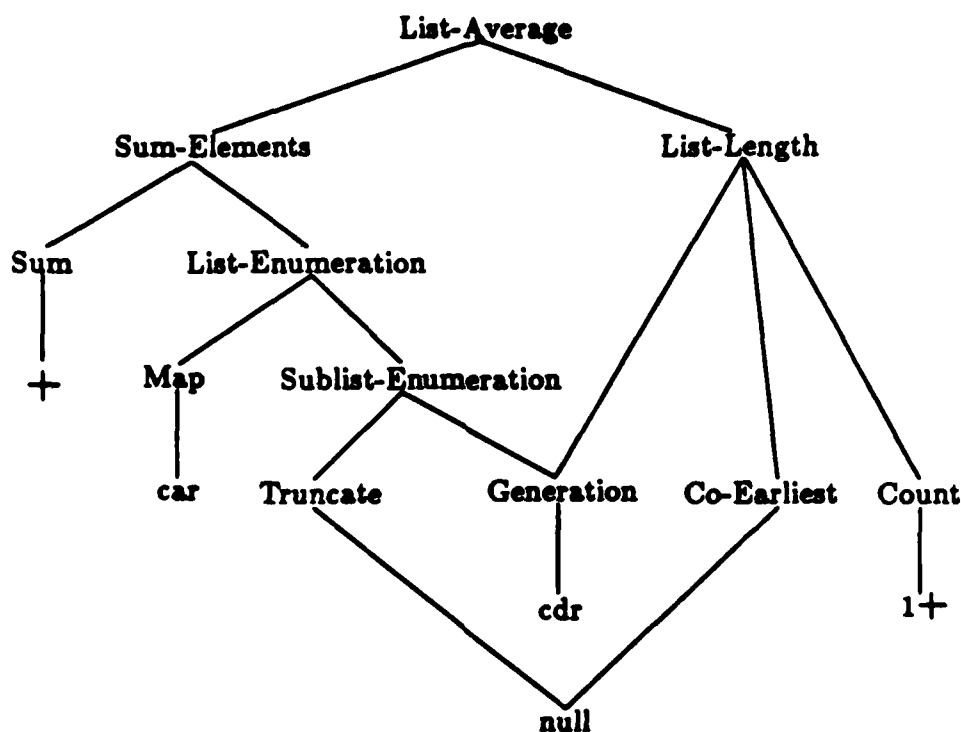 List-Average
Sum-Elements
List-Length
Sum
List-Enumeration
+
Map
Sublist-Enumeration
car
Truncate
Generation
Co-Earliest
Count
cdr
1+
null